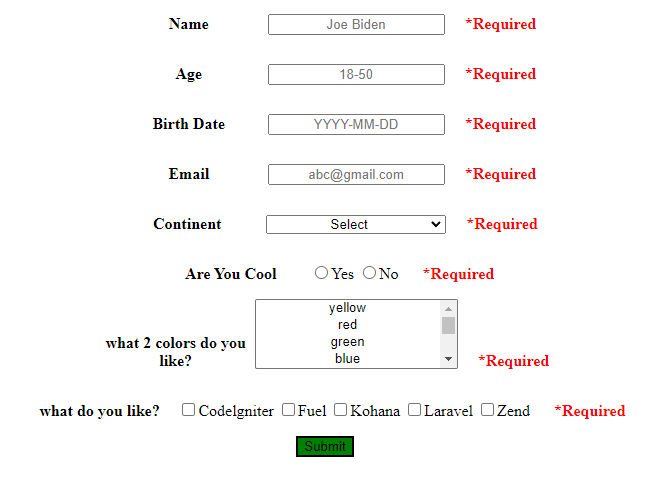 Name Joe Biden *Required
Age 18-50 *Required
Birth Date YYYY-MM-DD *Required
Email abc@gmail.com *Required
Continent Select *Required
Are You Cool Yes No *Required
yellow
red
green
what 2 colors do you
like? blue *Required
what do you like? CodeIgniter Fuel Kohana Laravel Zend *Required
Submit